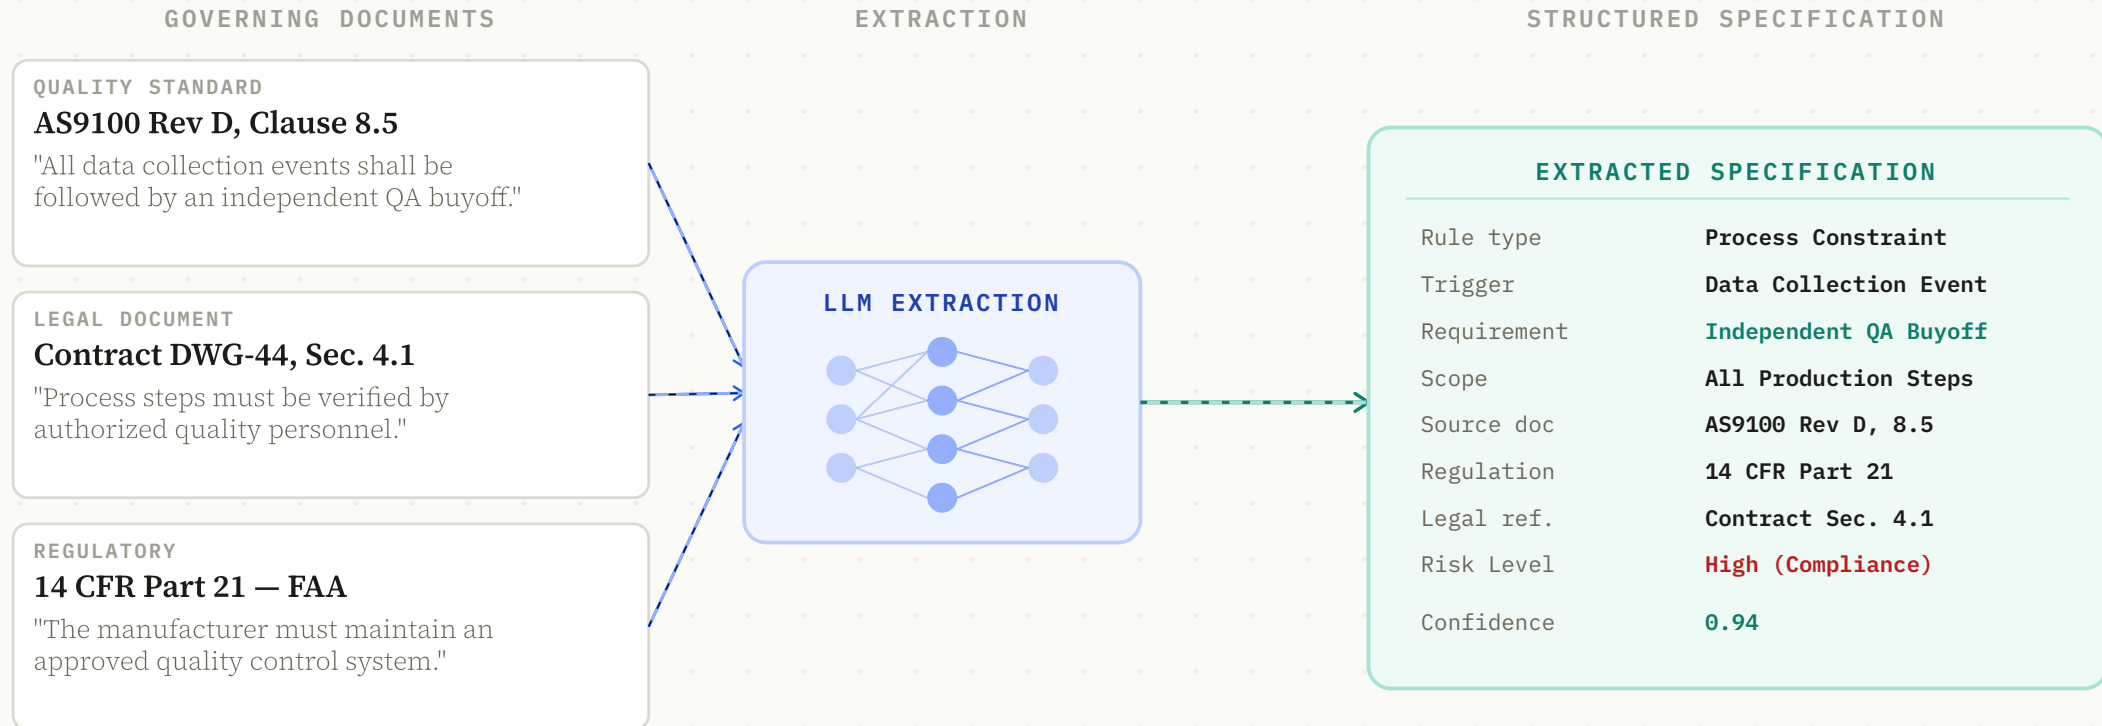 GOVERNING DOCUMENTS
EXTRACTION
STRUCTURED SPECIFICATION
QUALITY STANDARD
AS9100 Rev D, Clause 8.5
"All data collection events shall be
followed by an independent QA buyoff."
LEGAL DOCUMENT
Contract DWG-44, Sec. 4.1
"Process steps must be verified by
authorized quality personnel."
REGULATORY
14 CFR Part 21 — FAA
"The manufacturer must maintain an
approved quality control system."
LLM EXTRACTION
EXTRACTED SPECIFICATION
Rule type Process Constraint
Trigger Data Collection Event
Requirement Independent QA Buyoff
Scope All Production Steps
Source doc AS9100 Rev D, 8.5
Regulation 14 CFR Part 21
Legal ref. Contract Sec. 4.1
Risk Level High (Compliance)
Confidence 0.94